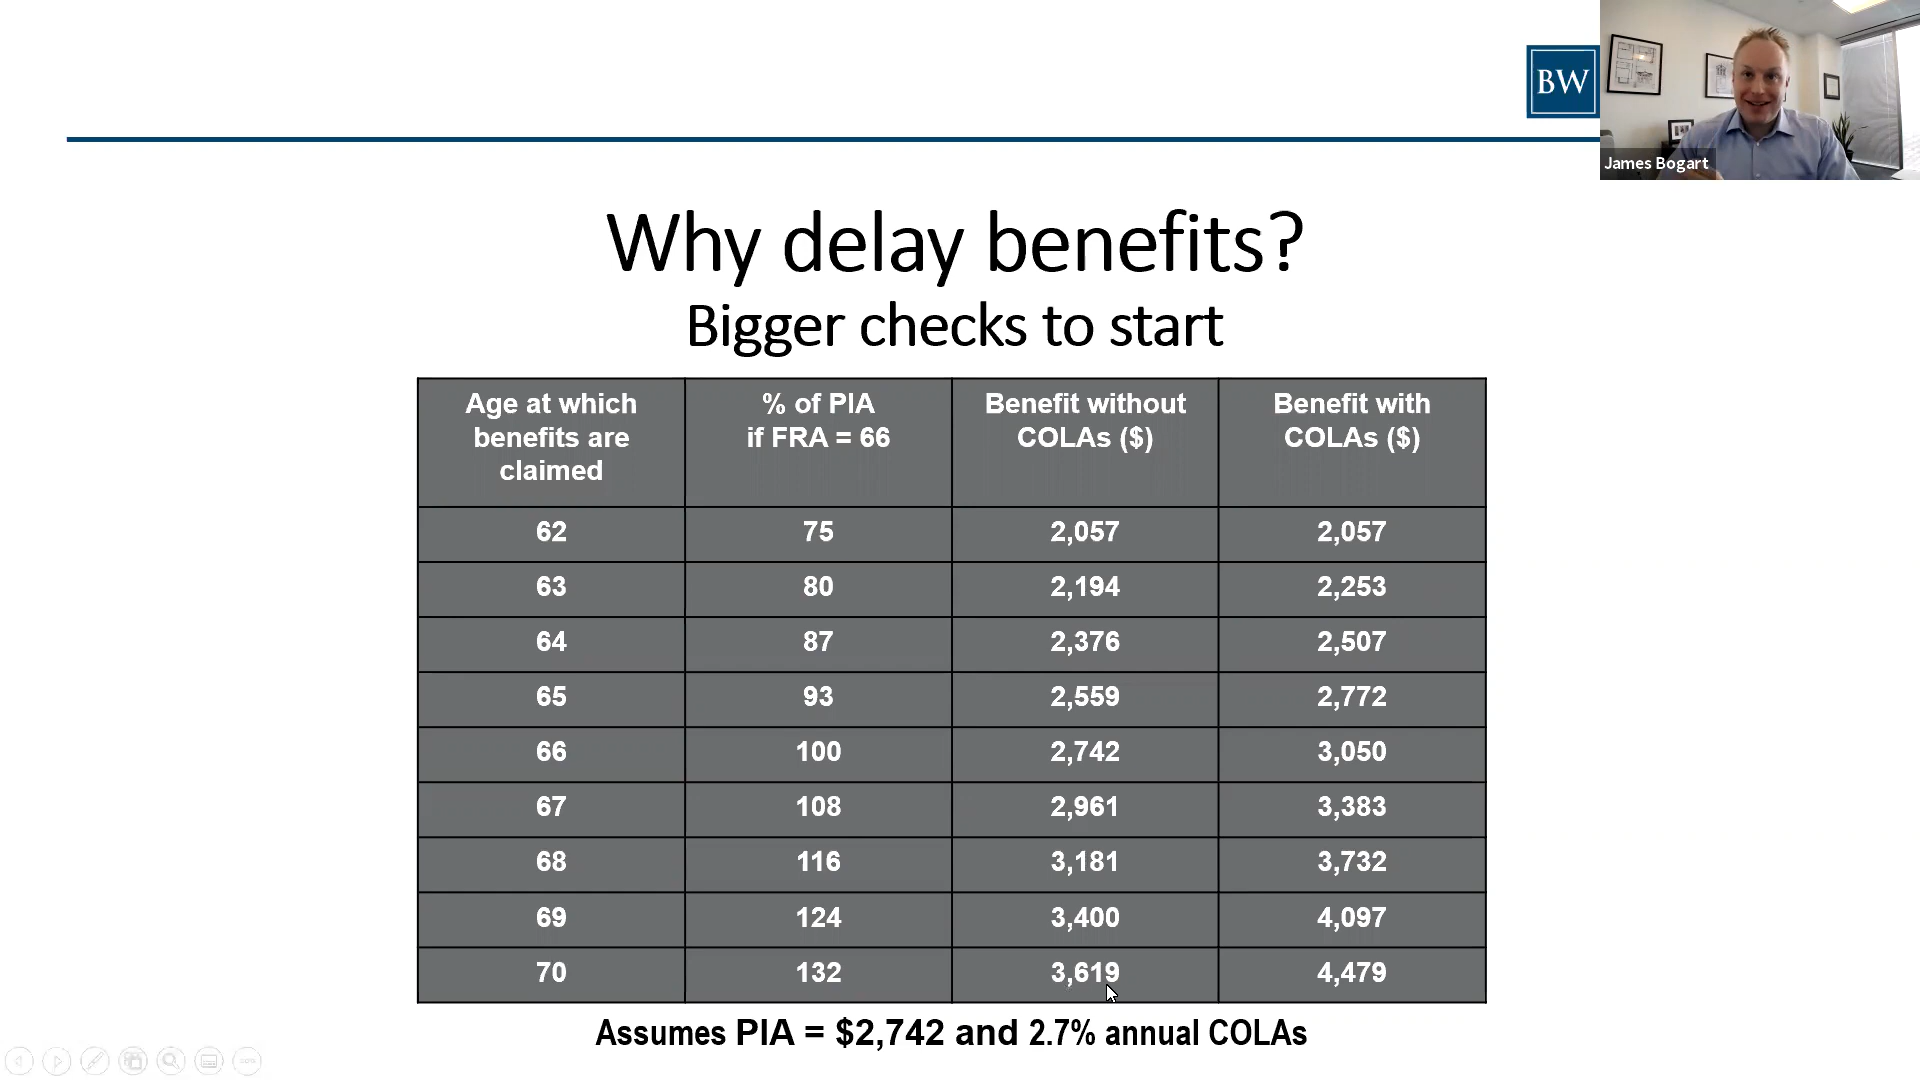 BW
James Bogart
Why delay benefits?
Bigger checks to start
Age at which
benefits are
claimed
% of PIA
if FRA = 66
Benefit without
COLAs ($)
Benefit with
COLAs ($)
62 75 2,057 2,057
63 80 2,194 2,253
64 87 2,376 2,507
65 93 2,559 2,772
66 100 2,742 3,050
67 108 2,961 3,383
68 116 3,181 3,732
69 124 3,400 4,097
70 132 3,619 4,479
Assumes PIA = $2,742 and 2.7% annual COLAs